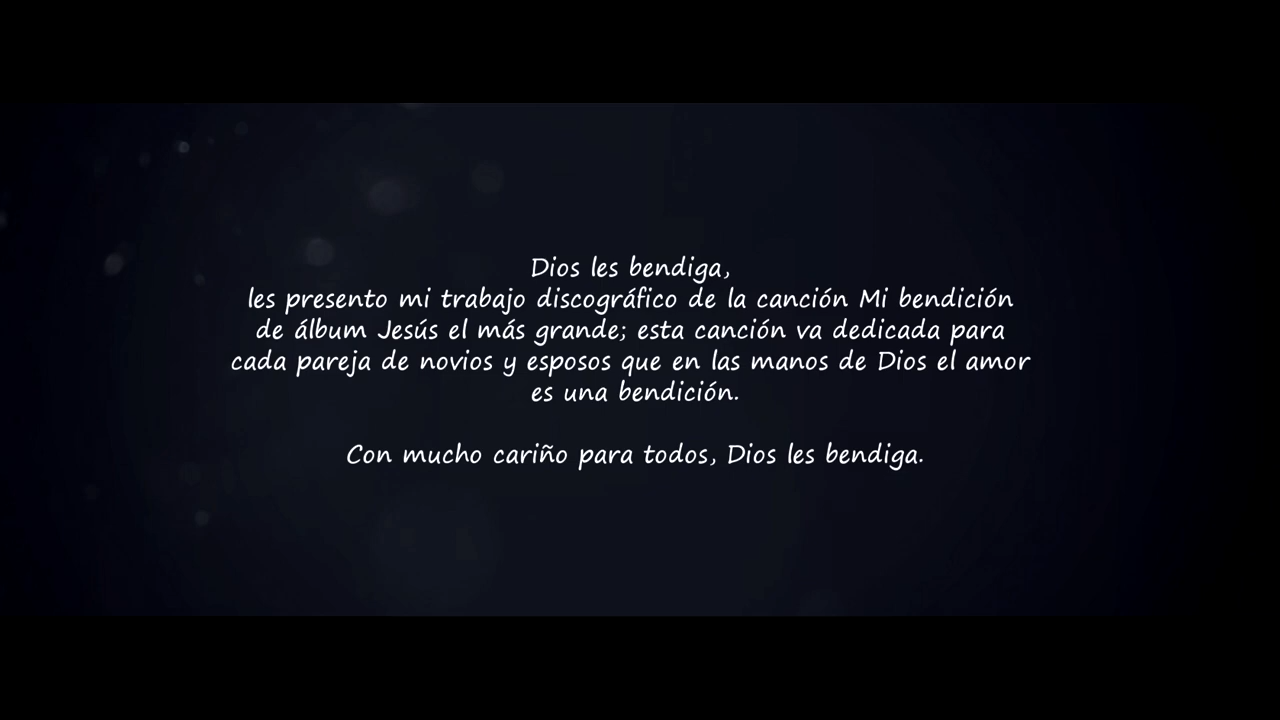 Dios les bendiga,
les presento mi trabajo discográfico de la canción Mi bendición
de álbum Jesús el más grande; esta canción va dedicada para
cada pareja de novios y esposos que en las manos de Dios el amor
es una bendición.
Con mucho cariño para todos, Dios les bendiga.